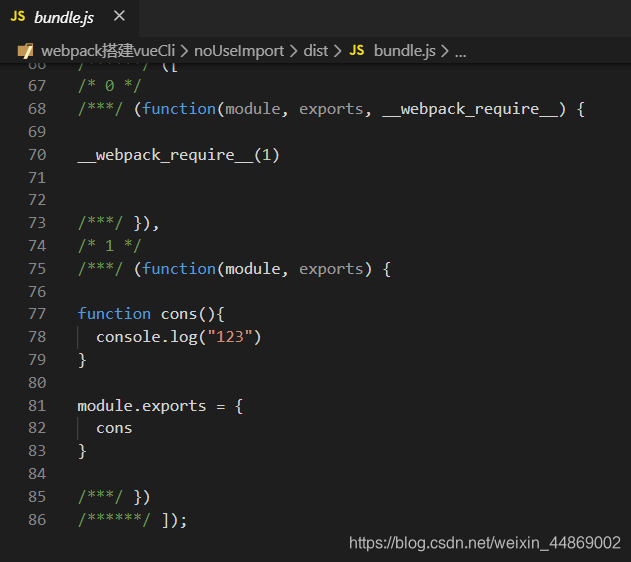 JS bundle.js ×
webpack搭建vueCli > noUseImport > dist > JS bundle.js > ...
66 /******/ ([
67 /* 0 */
68 /***/ (function(module, exports, __webpack_require__) {
69
70 __webpack_require__(1)
71
72
73 /***/ }),
74 /* 1 */
75 /***/ (function(module, exports) {
76
77 function cons(){
78 console.log("123")
79 }
80
81 module.exports = {
82 cons
83 }
84
85 /***/ })
86 /******/ ]);
https://blog.csdn.net/weixin_44869002